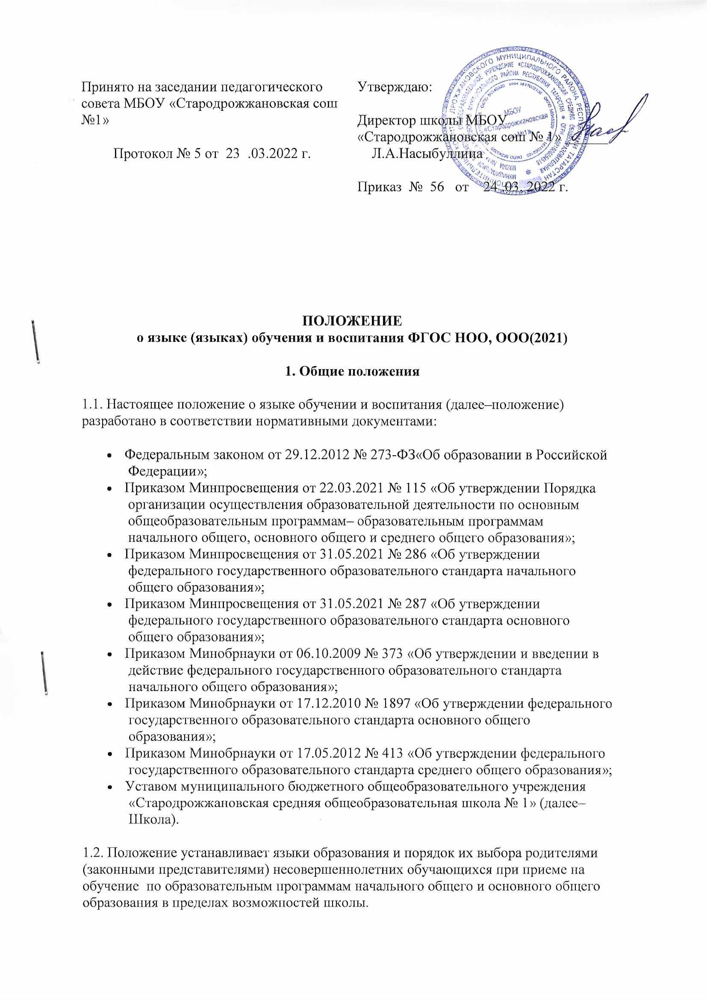 Принято на заседании педагогического
совета МБОУ «Стародрожжановская сош
№1»
Протокол № 5 от 23 .03.2022 г.
Утверждаю:
Директор школы МБОУ
«Стародрожжановская сош № 1»
Л.А.Насыбуллина
Приказ № 56 от 24 .03. 2022 г.
МБОУ
«Стародрожжановская
№1»
ПОЛОЖЕНИЕ
о языке (языках) обучения и воспитания ФГОС НОО, ООО(2021)
1. Общие положения
1.1. Настоящее положение о языке обучении и воспитания (далее–положение)
разработано в соответствии нормативными документами:
• Федеральным законом от 29.12.2012 № 273-ФЗ«Об образовании в Российской
Федерации»;
• Приказом Минпросвещения от 22.03.2021 № 115 «Об утверждении Порядка
организации осуществления образовательной деятельности по основным
общеобразовательным программам– образовательным программам
начального общего, основного общего и среднего общего образования»;
• Приказом Минпросвещения от 31.05.2021 № 286 «Об утверждении
федерального государственного образовательного стандарта начального
общего образования»;
• Приказом Минпросвещения от 31.05.2021 № 287 «Об утверждении
федерального государственного образовательного стандарта основного
общего образования»;
• Приказом Минобрнауки от 06.10.2009 № 373 «Об утверждении и введении в
действие федерального государственного образовательного стандарта
начального общего образования»;
• Приказом Минобрнауки от 17.12.2010 № 1897 «Об утверждении федерального
государственного образовательного стандарта основного общего
образования»;
• Приказом Минобрнауки от 17.05.2012 № 413 «Об утверждении федерального
государственного образовательного стандарта среднего общего образования»;
• Уставом муниципального бюджетного общеобразовательного учреждения
«Стародрожжановская средняя общеобразовательная школа № 1» (далее–
Школа).
1.2. Положение устанавливает языки образования и порядок их выбора родителями
(законными представителями) несовершеннолетних обучающихся при приеме на
обучение по образовательным программам начального общего и основного общего
образования в пределах возможностей школы.